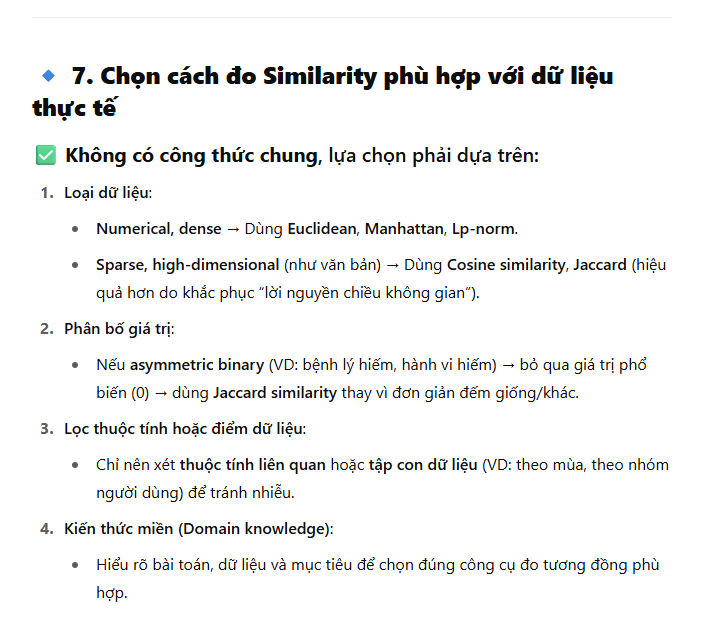 🔹 7. Chọn cách đo Similarity phù hợp với dữ liệu
thực tế
✅ Không có công thức chung, lựa chọn phải dựa trên:
1. Loại dữ liệu:
• Numerical, dense → Dùng Euclidean, Manhattan, Lp-norm.
• Sparse, high-dimensional (như văn bản) → Dùng Cosine similarity, Jaccard (hiệu
quả hơn do khắc phục “lời nguyền chiều không gian”).
2. Phân bố giá trị:
• Nếu asymmetric binary (VD: bệnh lý hiếm, hành vi hiếm) → bỏ qua giá trị phổ
biến (0) → dùng Jaccard similarity thay vì đơn giản đếm giống/khác.
3. Lọc thuộc tính hoặc điểm dữ liệu:
• Chỉ nên xét thuộc tính liên quan hoặc tập con dữ liệu (VD: theo mùa, theo nhóm
người dùng) để tránh nhiễu.
4. Kiến thức miền (Domain knowledge):
• Hiểu rõ bài toán, dữ liệu và mục tiêu để chọn đúng công cụ đo tương đồng phù
hợp.